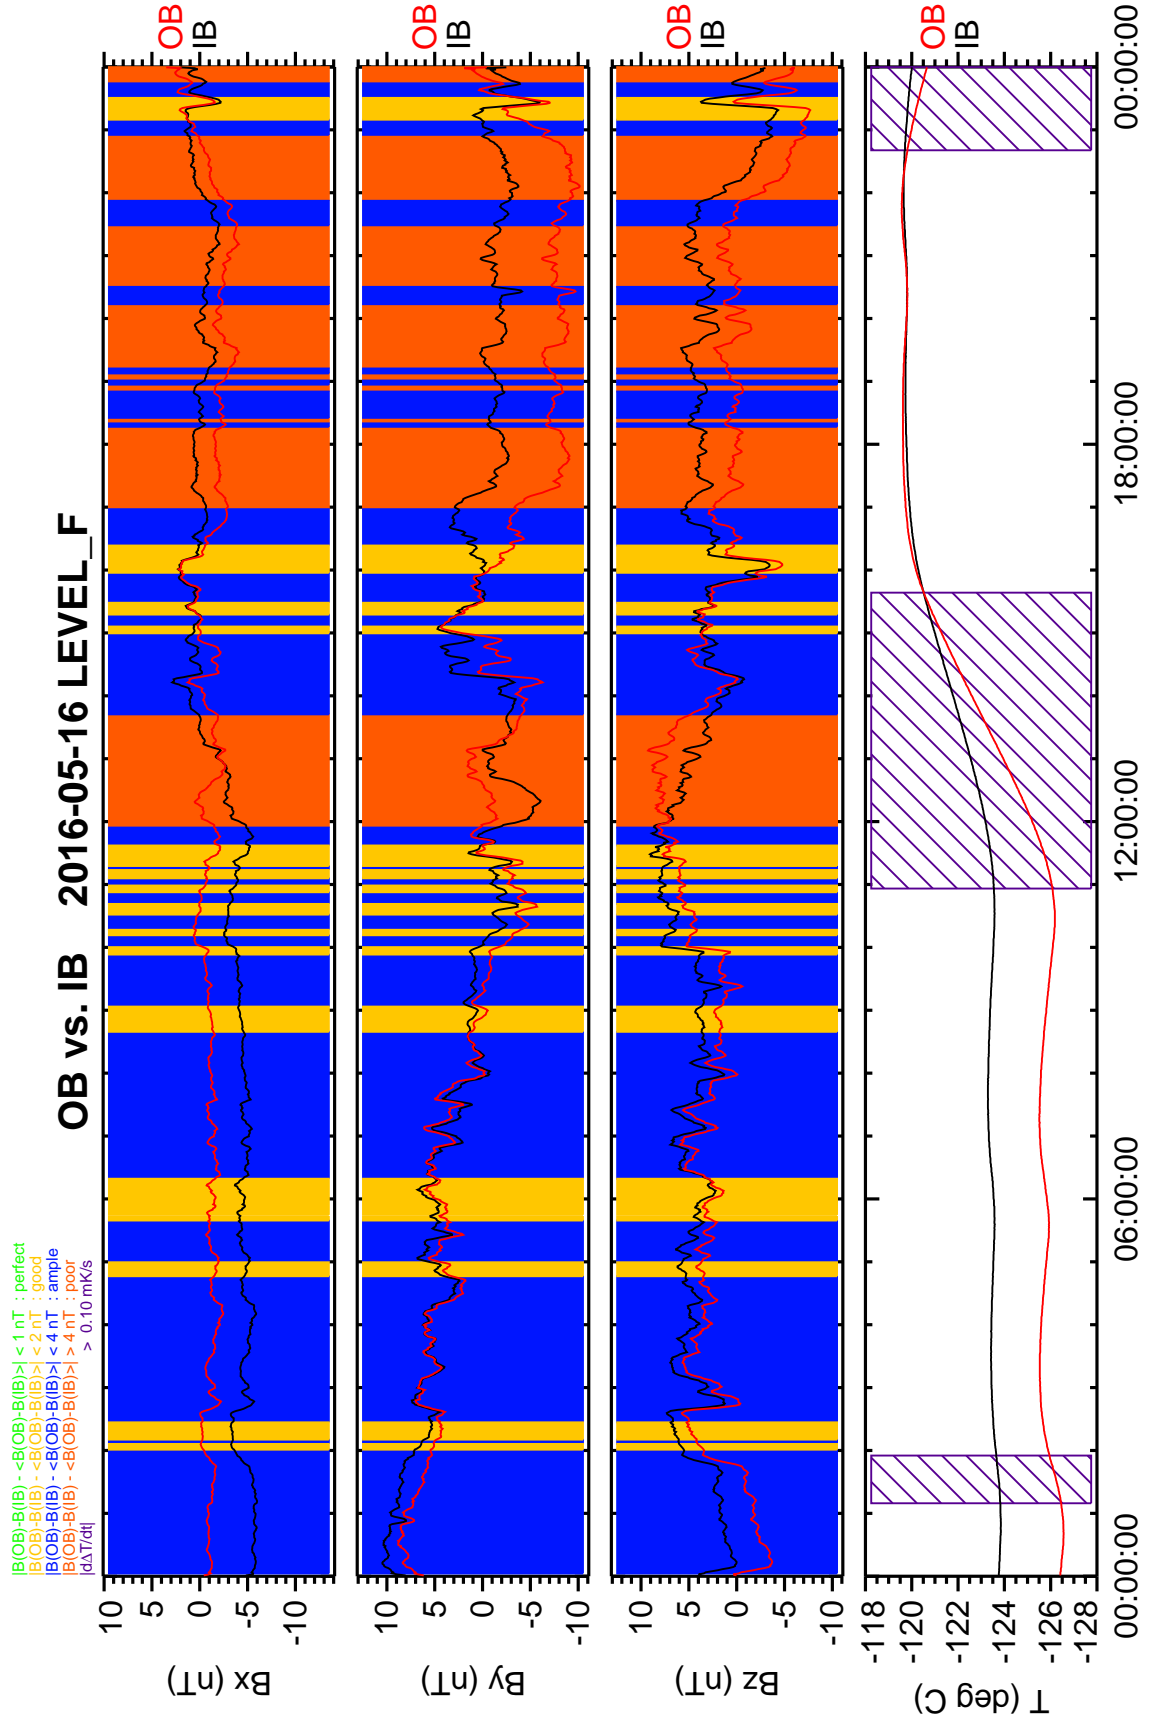 OB vs. IB 2016-05-16 LEVEL_F
|B(OB)-B(IB) - <B(OB)-B(IB)>| < 1 nT : perfect
|B(OB)-B(IB) - <B(OB)-B(IB)>| < 2 nT : good
|B(OB)-B(IB) - <B(OB)-B(IB)>| < 4 nT : ample
|B(OB)-B(IB) - <B(OB)-B(IB)>| > 4 nT : poor
|dΔT/dt| > 0.10 mK/s
Bx (nT)
10
5
0
-5
-10
OB
IB
By (nT)
10
5
0
-5
-10
OB
IB
Bz (nT)
10
5
0
-5
-10
OB
IB
T (deg C)
-118
-120
-122
-124
-126
-128
OB
IB
00:00:00
06:00:00
12:00:00
18:00:00
00:00:00